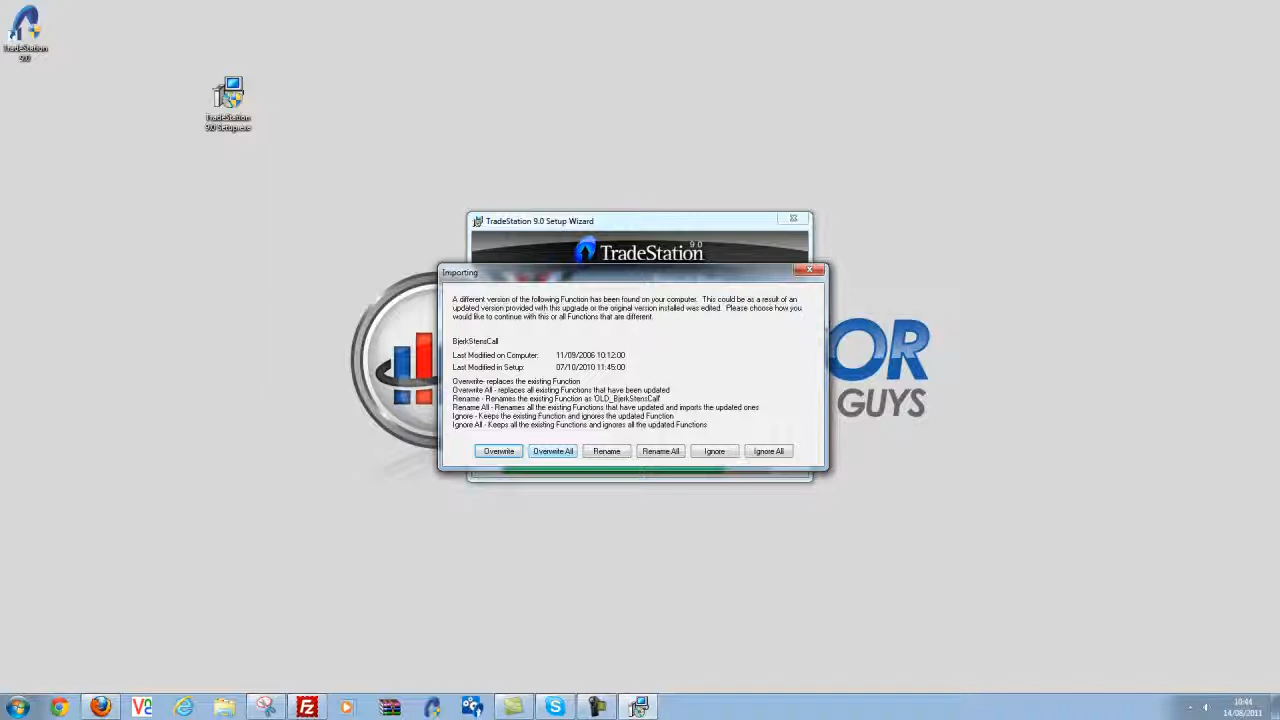 TradeStation
9.0
TradeStation
9.0 Setup.exe
TradeStation 9.0 Setup Wizard
TradeStation 9.0
Importing
A different version of the following Function has been found on your computer. This could be as a result of an
updated version provided with this upgrade or the original version installed was edited. Please choose how you
would like to continue with this or all Functions that are different.
BjerkStensCall
Last Modified on Computer: 11/09/2006 10:12:00
Last Modified in Setup: 07/10/2010 11:45:00
Overwrite- replaces the existing Function
Overwrite All - replaces all existing Functions that have been updated
Rename - Renames the existing Function as 'OLD_BjerkStensCall'
Rename All - Renames all the existing Functions that have updated and imports the updated ones
Ignore - Keeps the existing Function and ignores the updated Function
Ignore All - Keeps all the existing Functions and ignores all the updated Functions
Overwrite Overwrite All Rename Rename All Ignore Ignore All
OR
GUYS
10:44
14/08/2011